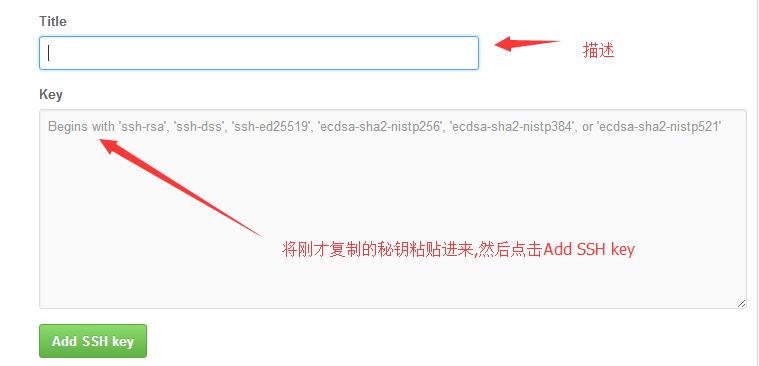 Title
描述
Key
Begins with 'ssh-rsa', 'ssh-dss', 'ssh-ed25519', 'ecdsa-sha2-nistp256', 'ecdsa-sha2-nistp384', or 'ecdsa-sha2-nistp521'
将刚才复制的秘钥粘贴进来,然后点击Add SSH key
Add SSH key